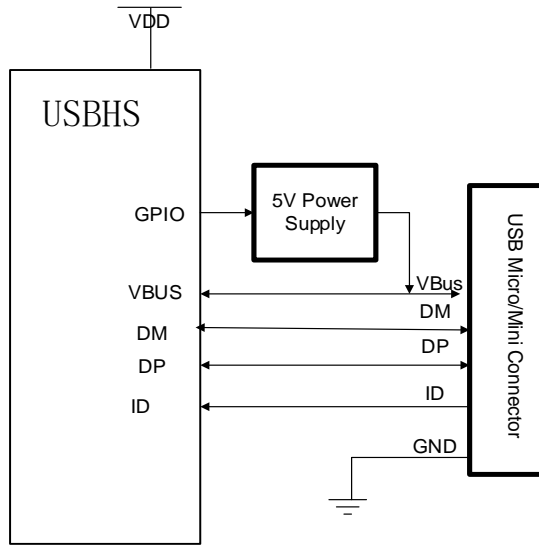 VDD
USBHS
GPIO
5V Power
Supply
VBUS
VBus
DM
DM
DP
DP
ID
ID
GND
USB Micro/Mini Connector